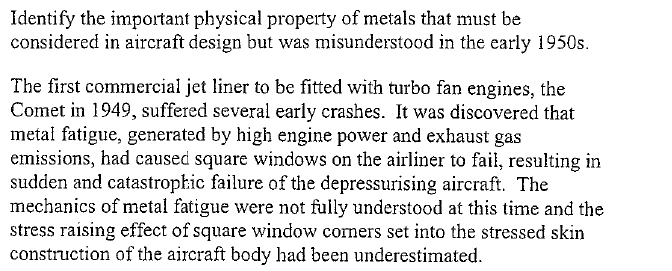 Identify the important physical property of metals that must be
considered in aircraft design but was misunderstood in the early 1950s.
The first commercial jet liner to be fitted with turbo fan engines, the
Comet in 1949, suffered several early crashes. It was discovered that
metal fatigue, generated by high engine power and exhaust gas
emissions, had caused square windows on the airliner to fail, resulting in
sudden and catastrophic failure of the depressurising aircraft. The
mechanics of metal fatigue were not fully understood at this time and the
stress raising effect of square window corners set into the stressed skin
construction of the aircraft body had been underestimated.